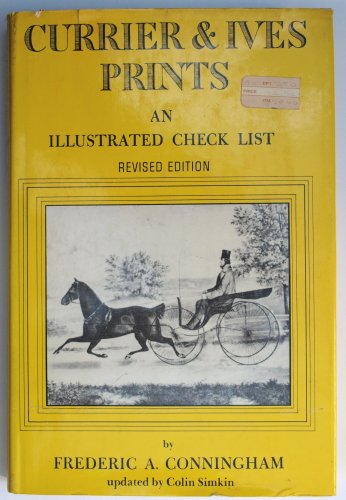 CURRIER & IVES
PRINTS
AN
ILLUSTRATED CHECK LIST
REVISED EDITION
by
FREDERIC A. CONNINGHAM
updated by Colin Simkin